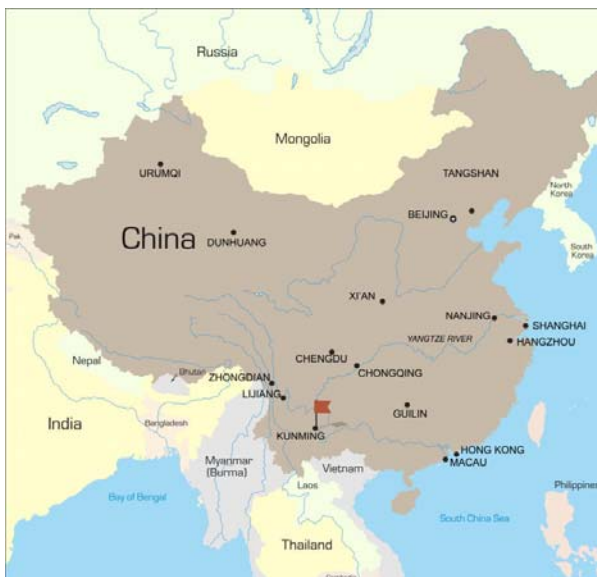 Russia
Mongolia
URUMQI
TANGSHAN
North
Korea
BEIJING
China
DUNHUANG
Pak.
South
Korea
XI'AN
NANJING
SHANGHAI
YANGTZE RIVER
HANGZHOU
CHENGDU
CHONGQING
Nepal
Bhutan
ZHONGDIAN
LIJIANG
GUILIN
India
Bangladesh
KUNMING
HONG KONG
MACAU
Myanmar
(Burma)
Vietnam
Laos
Bay of Bengal
Philippines
South China Sea
Thailand